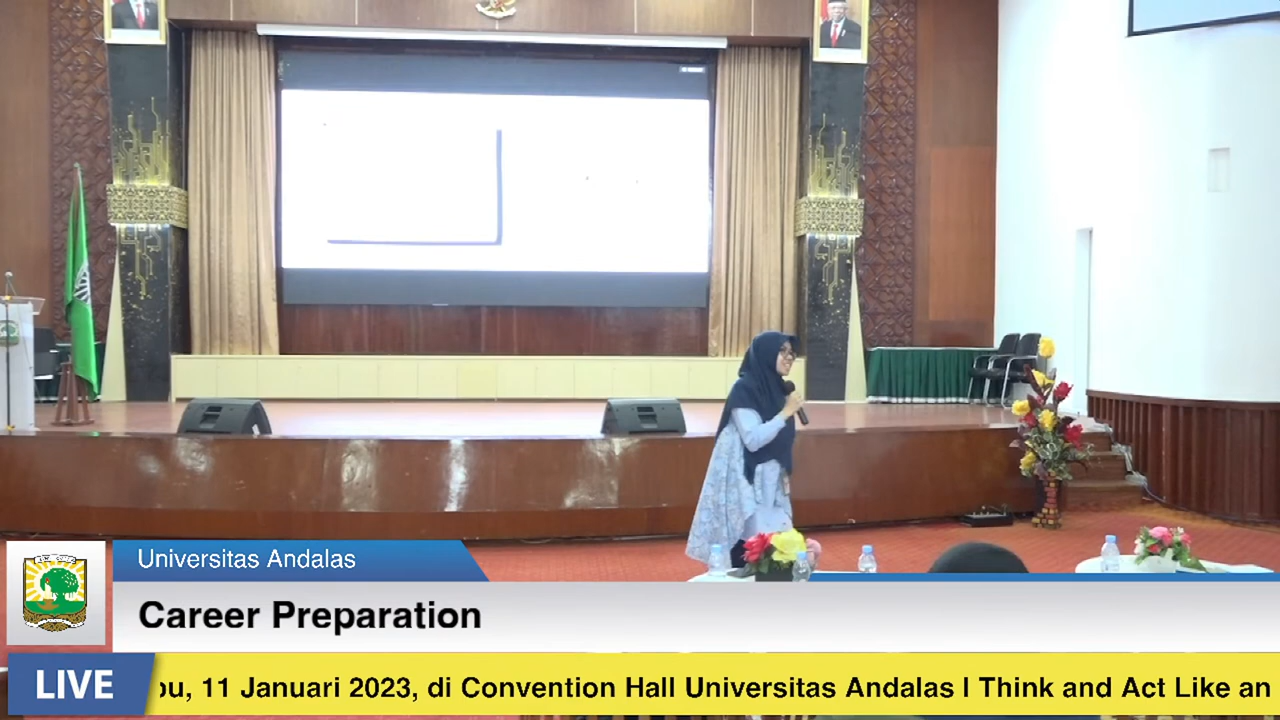 Universitas Andalas
Career Preparation
LIVE
bu, 11 Januari 2023, di Convention Hall Universitas Andalas I Think and Act Like an